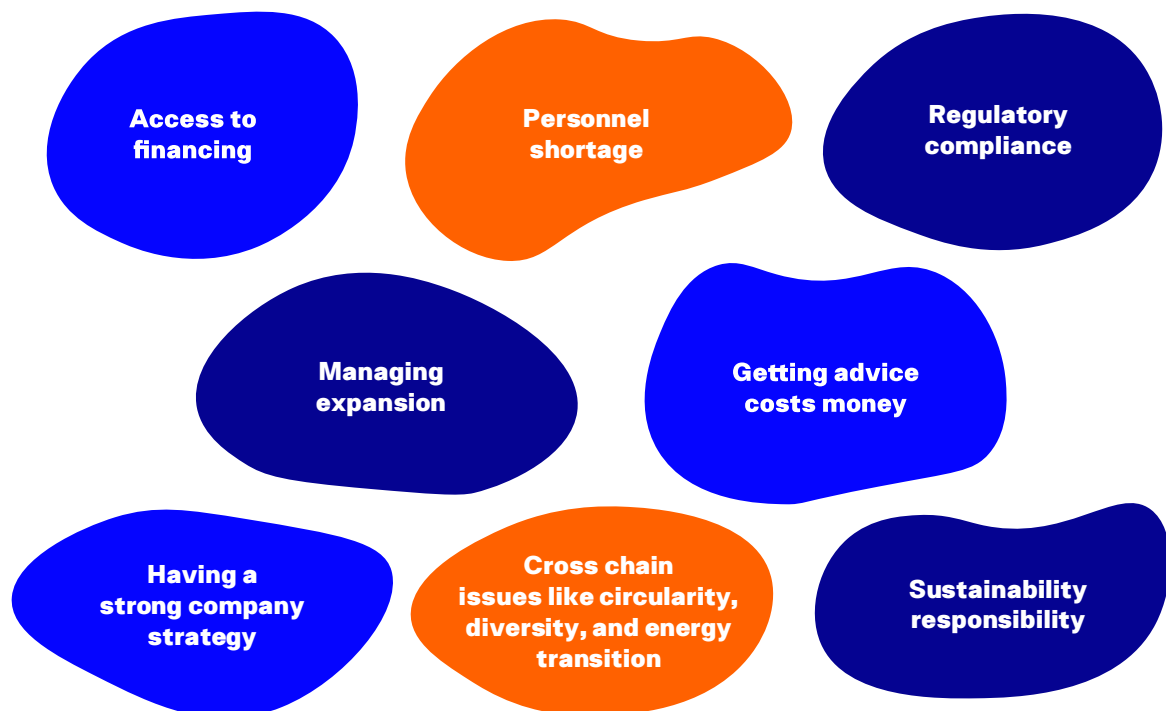 Access to
financing
Personnel
shortage
Regulatory
compliance
Managing
expansion
Getting advice
costs money
Having a
strong company
strategy
Cross chain
issues like circularity,
diversity, and energy
transition
Sustainability
responsibility